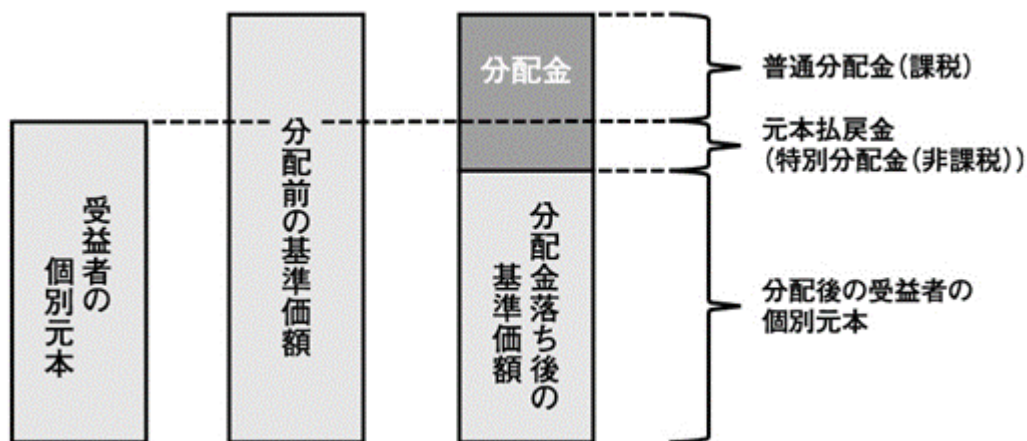 受益者の
個別元本
分配前の基準価額
分配金
分配金落ち後の
基準価額
普通分配金(課税)
元本払戻金
(特別分配金(非課税))
分配後の受益者の
個別元本